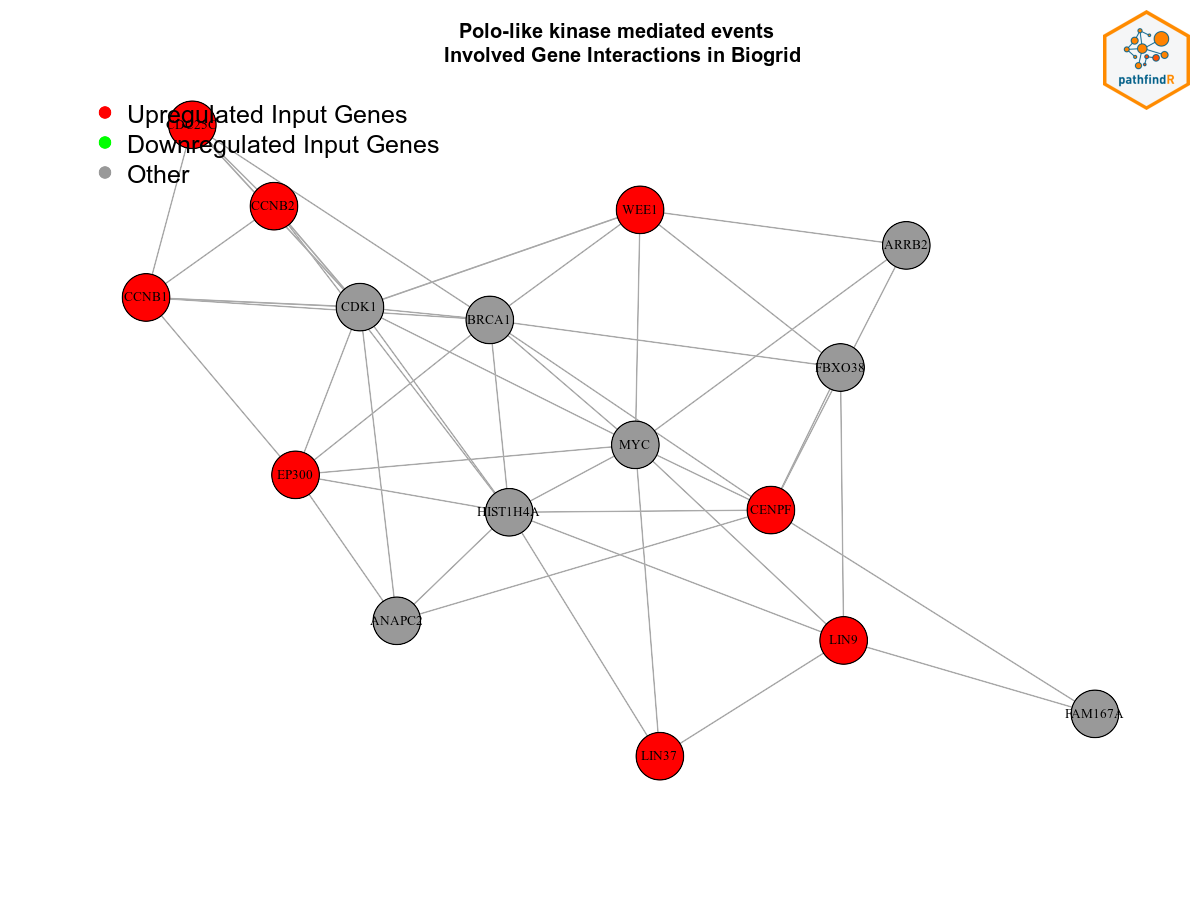 Polo-like kinase mediated events
Involved Gene Interactions in Biogrid
pathfindR
Upregulated Input Genes
Downregulated Input Genes
Other
CDC25C
CCNB2
WEE1
ARRB2
CCNB1
CDK1
BRCA1
FBXO38
MYC
EP300
HIST1H4A
CENPF
ANAPC2
LIN9
FAM167A
LIN37